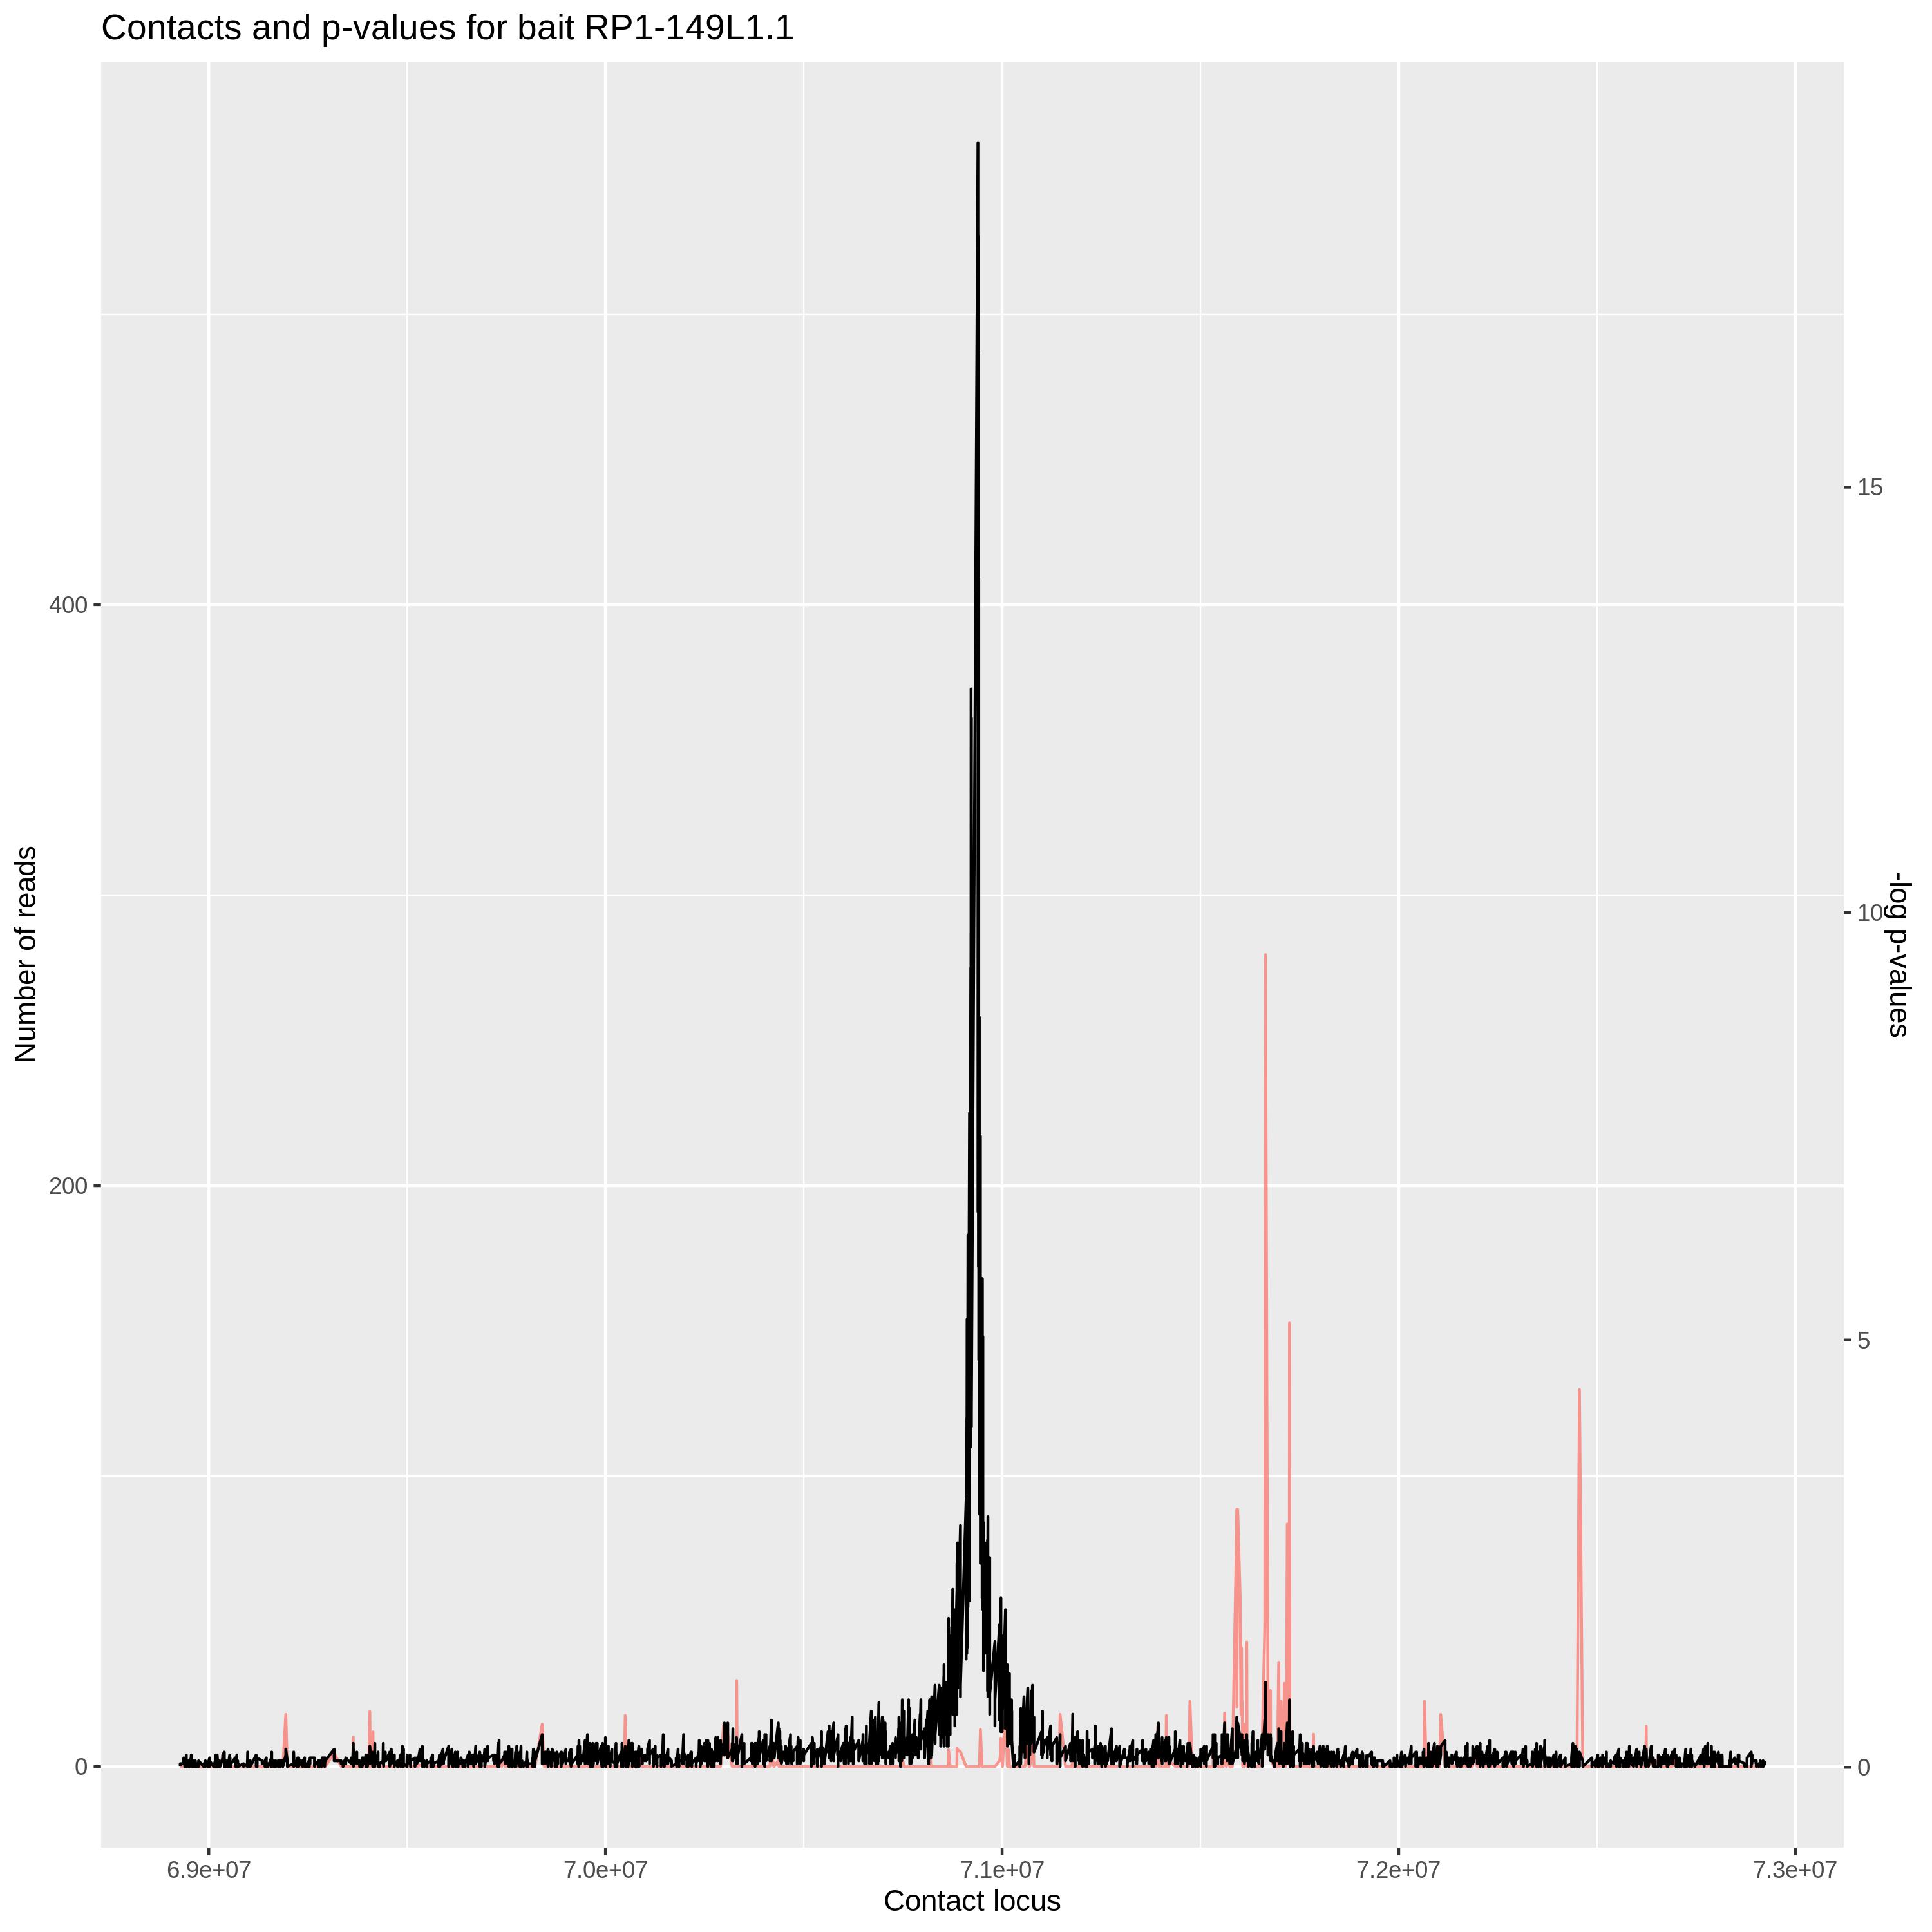 Contacts and p-values for bait RP1-149L1.1
Number of reads
400
200
0
15
10
5
0
-log p-values
6.9e+07
7.0e+07
7.1e+07
7.2e+07
7.3e+07
Contact locus